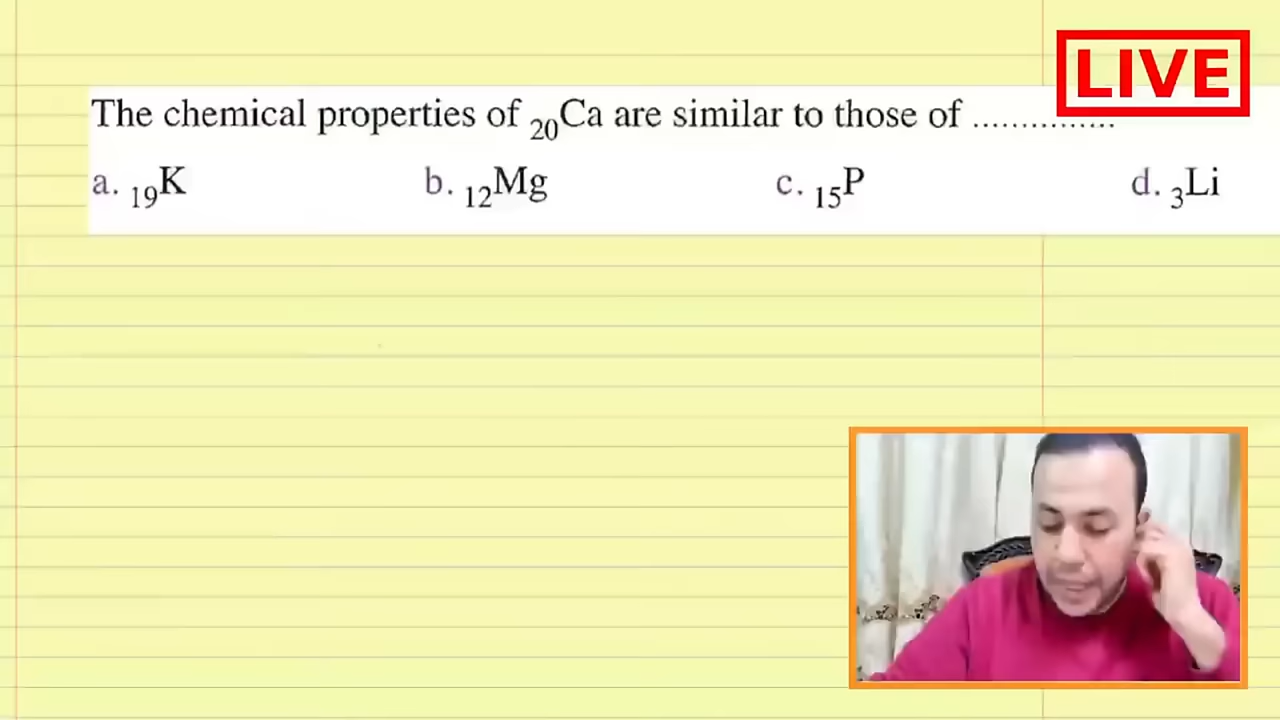 LIVE
The chemical properties of ₂₀Ca are similar to those of ...............
a. ₁₉K b. ₁₂Mg c. ₁₅P d. ₃Li